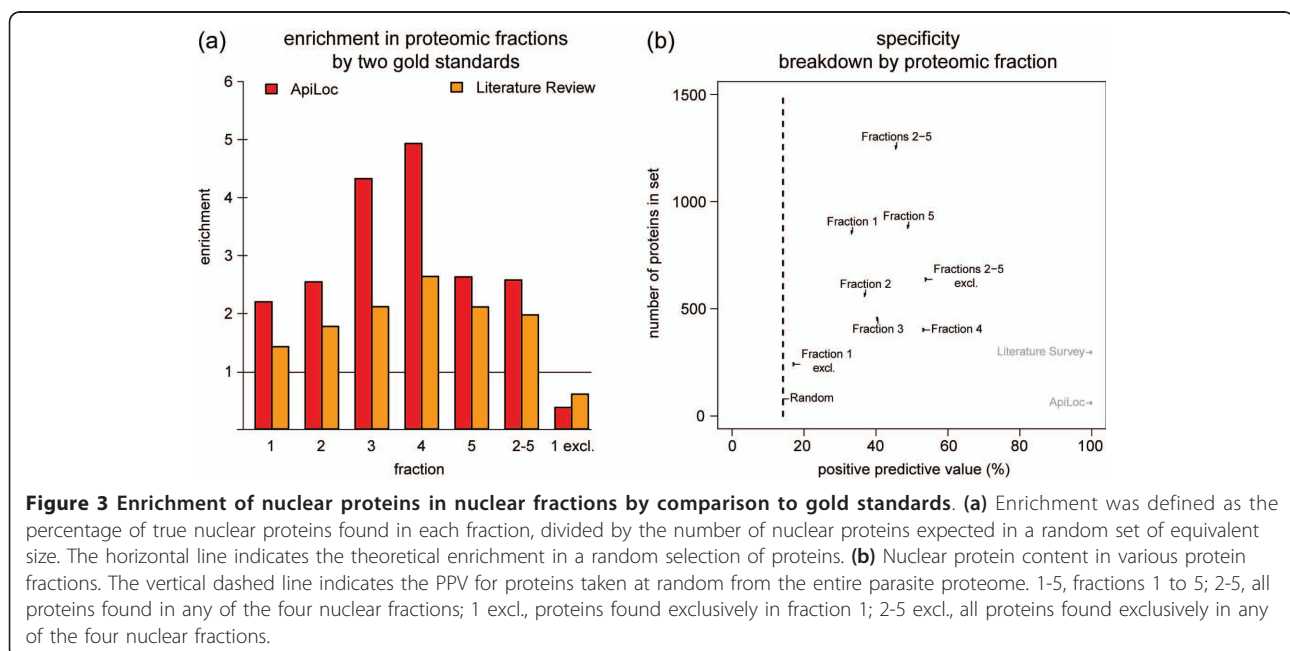 (a) enrichment in proteomic fractions
by two gold standards
ApiLoc
Literature Review
enrichment
6
5
4
3
2
1
1 2 3 4 5 2-5 1 excl.
fraction
(b) specificity
breakdown by proteomic fraction
number of proteins in set
1500
1000
500
0
Fractions 2-5
Fraction 1
Fraction 5
Fractions 2-5
excl.
Fraction 2
Fraction 3
Fraction 4
Fraction 1
excl.
Literature Survey
Random
ApiLoc
0 20 40 60 80 100
positive predictive value (%)
Figure 3 Enrichment of nuclear proteins in nuclear fractions by comparison to gold standards. (a) Enrichment was defined as the
percentage of true nuclear proteins found in each fraction, divided by the number of nuclear proteins expected in a random set of equivalent
size. The horizontal line indicates the theoretical enrichment in a random selection of proteins. (b) Nuclear protein content in various protein
fractions. The vertical dashed line indicates the PPV for proteins taken at random from the entire parasite proteome. 1-5, fractions 1 to 5; 2-5, all
proteins found in any of the four nuclear fractions; 1 excl., proteins found exclusively in fraction 1; 2-5 excl., all proteins found exclusively in any
of the four nuclear fractions.